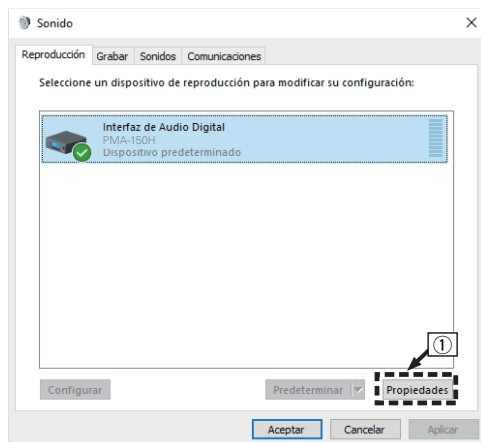 Sonido
Reproducción Grabar Sonidos Comunicaciones
Seleccione un dispositivo de reproducción para modificar su configuración:
Interfaz de Audio Digital
PMA-150H
Dispositivo predeterminado
①
Configurar Predeterminar Propiedades
Aceptar Cancelar Aplicar